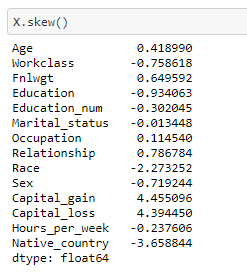 X.skew()
Age 0.418990
Workclass -0.758618
Fnlwgt 0.649592
Education -0.934063
Education_num -0.302045
Marital_status -0.013448
Occupation 0.114540
Relationship 0.786784
Race -2.273252
Sex -0.719244
Capital_gain 4.455096
Capital_loss 4.394450
Hours_per_week -0.237606
Native_country -3.658844
dtype: float64